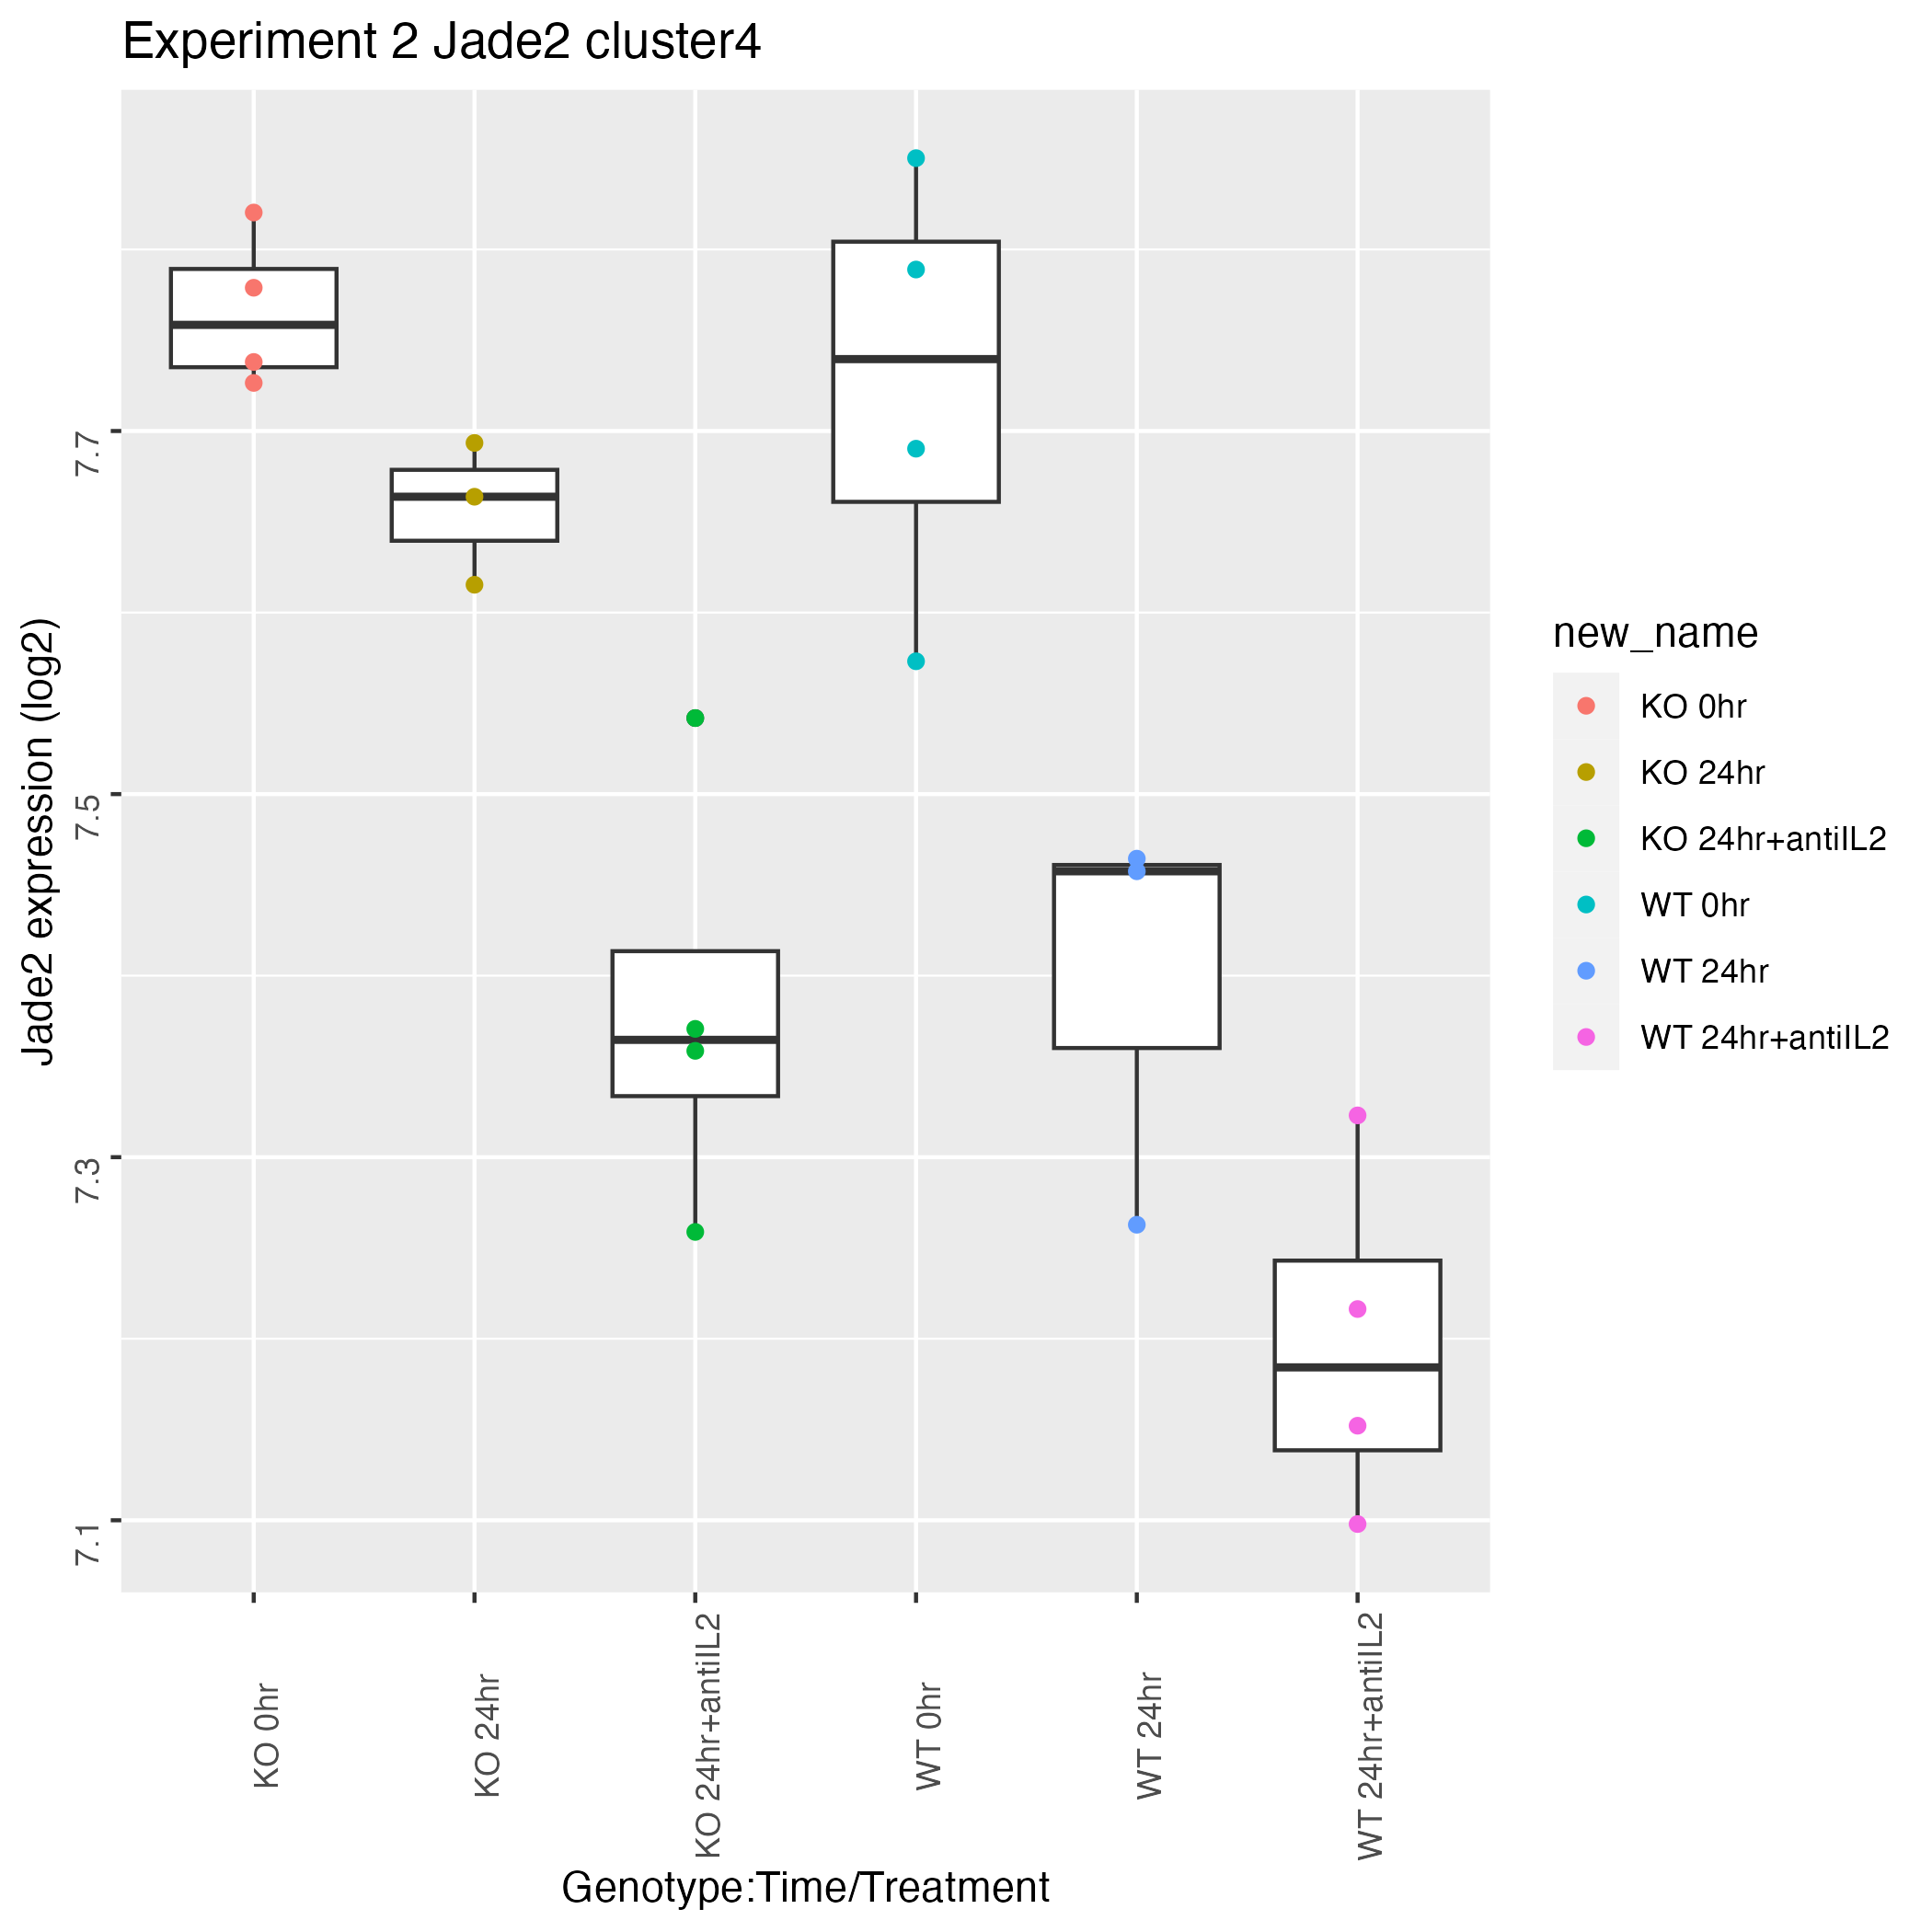 Experiment 2 Jade2 cluster4
Jade2 expression (log2)
7.7
7.5
7.3
7.1
KO 0hr
KO 24hr
KO 24hr+antiIL2
WT 0hr
WT 24hr
WT 24hr+antiIL2
Genotype:Time/Treatment
new_name
KO 0hr
KO 24hr
KO 24hr+antiIL2
WT 0hr
WT 24hr
WT 24hr+antiIL2